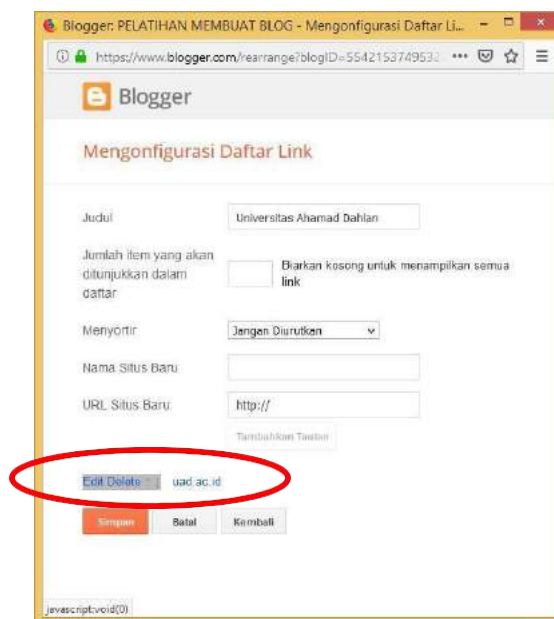 Blogger: PELATIHAN MEMBUAT BLOG - Mengonfigurasi Daftar Li...
https://www.blogger.com/rearrange?blogID=554215374953
Blogger
Mengonfigurasi Daftar Link
Judul
Universitas Ahamad Dahlan
Jumlah item yang akan
ditunjukkan dalam
daftar
Biarkan kosong untuk menampilkan semua
link
Menyortir
Jangan Diurutkan
Nama Situs Baru
URL Situs Baru
http://
Tambahkan Tautan
Edit Delete uad.ac.id
Simpan Batal Kembali
javascript:void(0)